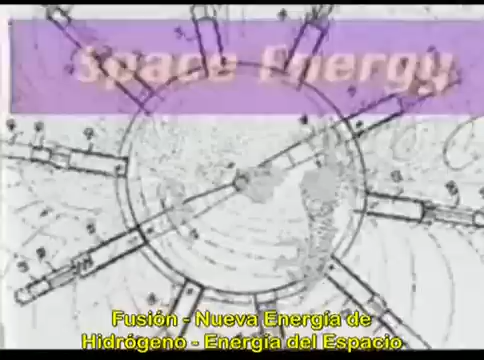 Space Energy
Fusión - Nueva Energía de
Hidrógeno - Energía del Espacio